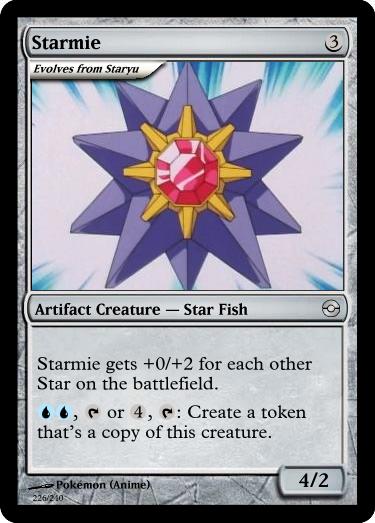 Starmie 3
Evolves from Staryu
Artifact Creature — Star Fish
Starmie gets +0/+2 for each other
Star on the battlefield.
, or 4, : Create a token
that's a copy of this creature.
Pokémon (Anime)
4/2
226/240